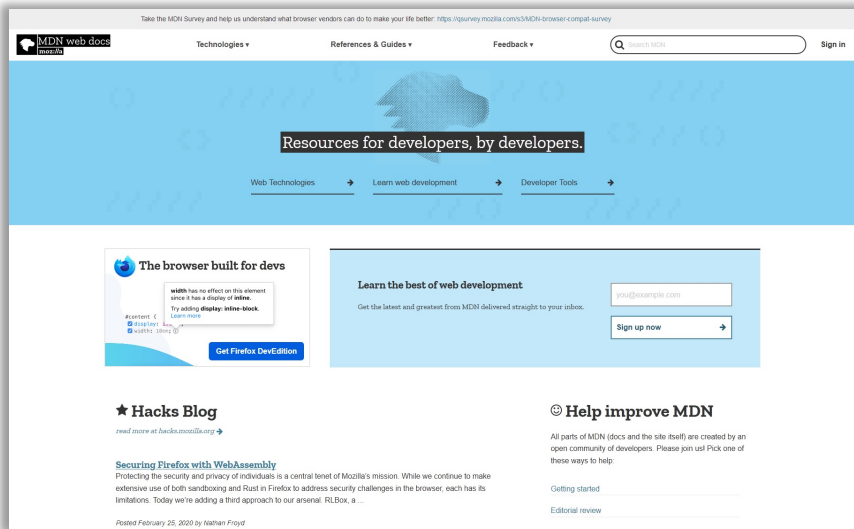 Take the MDN Survey and help us understand what browser vendors can do to make your life better: https://qsurvey.mozilla.com/s3/MDN-browser-compat-survey
MDN web docs
moz://a
Technologies ▾
References & Guides ▾
Feedback ▾
Search MDN
Sign in
Resources for developers, by developers.
Web Technologies →
Learn web development →
Developer Tools →
The browser built for devs
width has no effect on this element
since it has a display of inline.
Try adding display: inline-block.
Learn more
#content {
display:
width:
Get Firefox DevEdition
Learn the best of web development
Get the latest and greatest from MDN delivered straight to your inbox.
you@example.com
Sign up now →
★ Hacks Blog
read more at hacks.mozilla.org →
Securing Firefox with WebAssembly
Protecting the security and privacy of individuals is a central tenet of Mozilla's mission. While we continue to make
extensive use of both sandboxing and Rust in Firefox to address security challenges in the browser, each has its
limitations. Today we're adding a third approach to our arsenal. RLBox, a ...
Posted February 25, 2020 by Nathan Froyd
☺ Help improve MDN
All parts of MDN (docs and the site itself) are created by an
open community of developers. Please join us! Pick one of
these ways to help:
Getting started
Editorial review